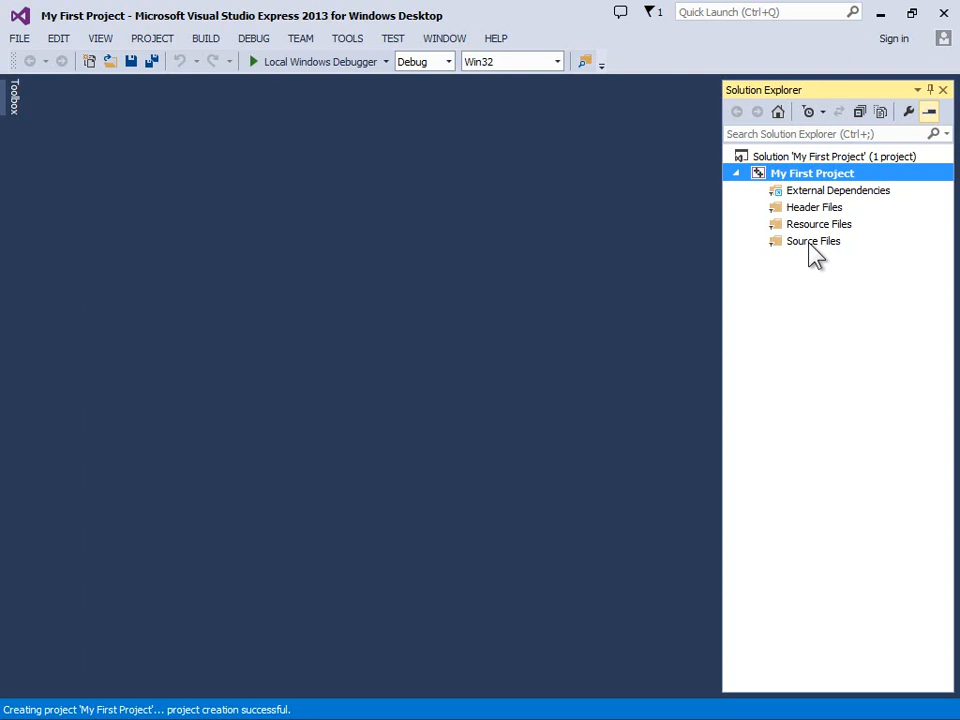 My First Project - Microsoft Visual Studio Express 2013 for Windows Desktop
1
Quick Launch (Ctrl+Q)
FILE EDIT VIEW PROJECT BUILD DEBUG TEAM TOOLS TEST WINDOW HELP
Sign in
Local Windows Debugger
Debug
Win32
Toolbox
Solution Explorer
Search Solution Explorer (Ctrl+;)
Solution 'My First Project' (1 project)
My First Project
External Dependencies
Header Files
Resource Files
Source Files
Creating project 'My First Project'... project creation successful.